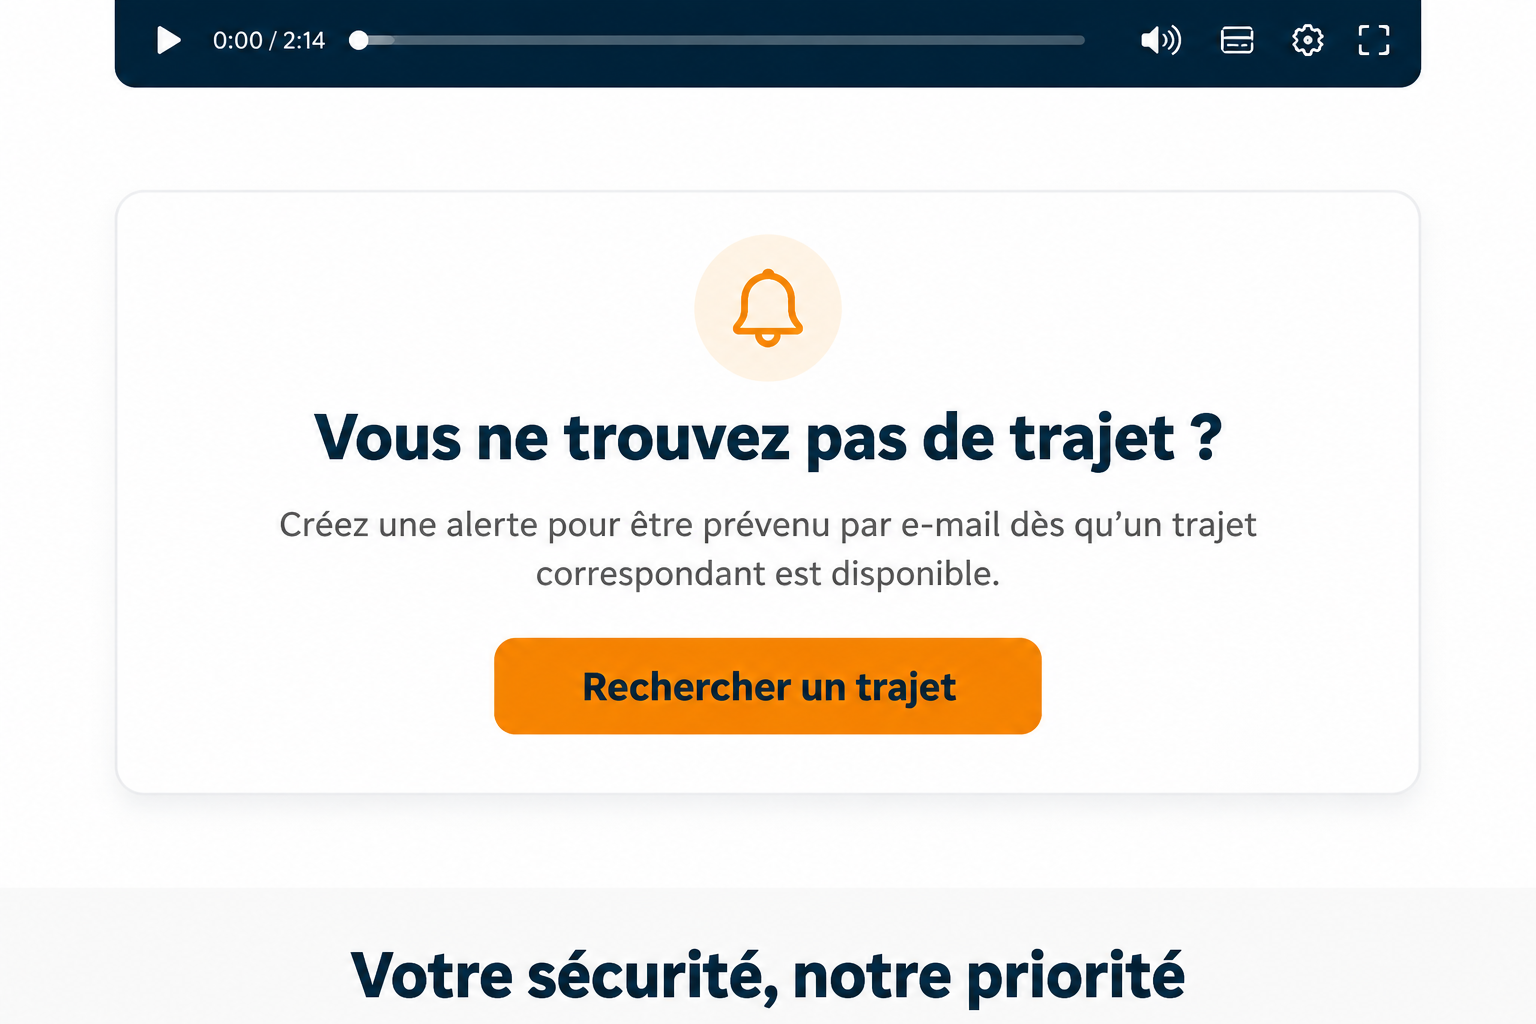 0:00 / 2:14
Vous ne trouvez pas de trajet ?
Créez une alerte pour être prévenu par e-mail dès qu’un trajet
correspondant est disponible.
Rechercher un trajet
Votre sécurité, notre priorité